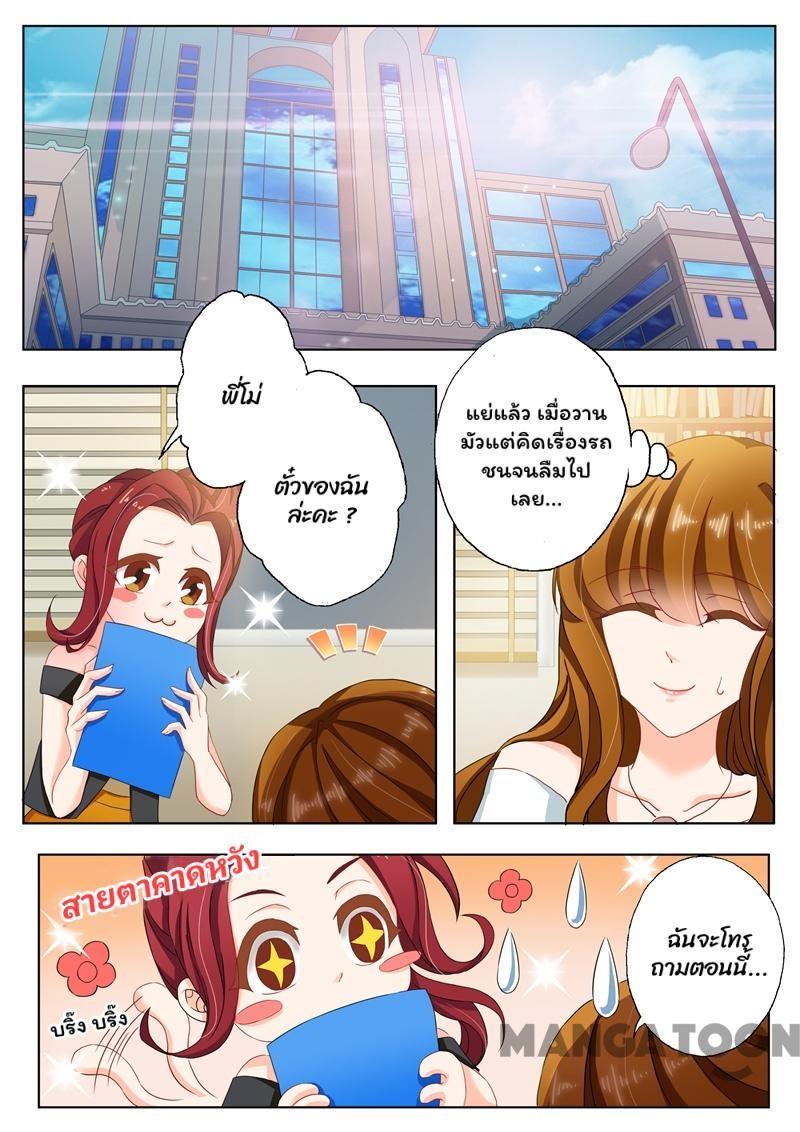 พี่โม่
ตั๋วของฉัน
ล่ะคะ ?
แย่แล้ว เมื่อวาน
มัวแต่คิดเรื่องรถ
ชนจนลืมไป
เลย...
สายตาคาดหวัง
บริ๊ง บริ๊ง
ฉันจะโทร
ถามตอนนี้...
MANGATOON